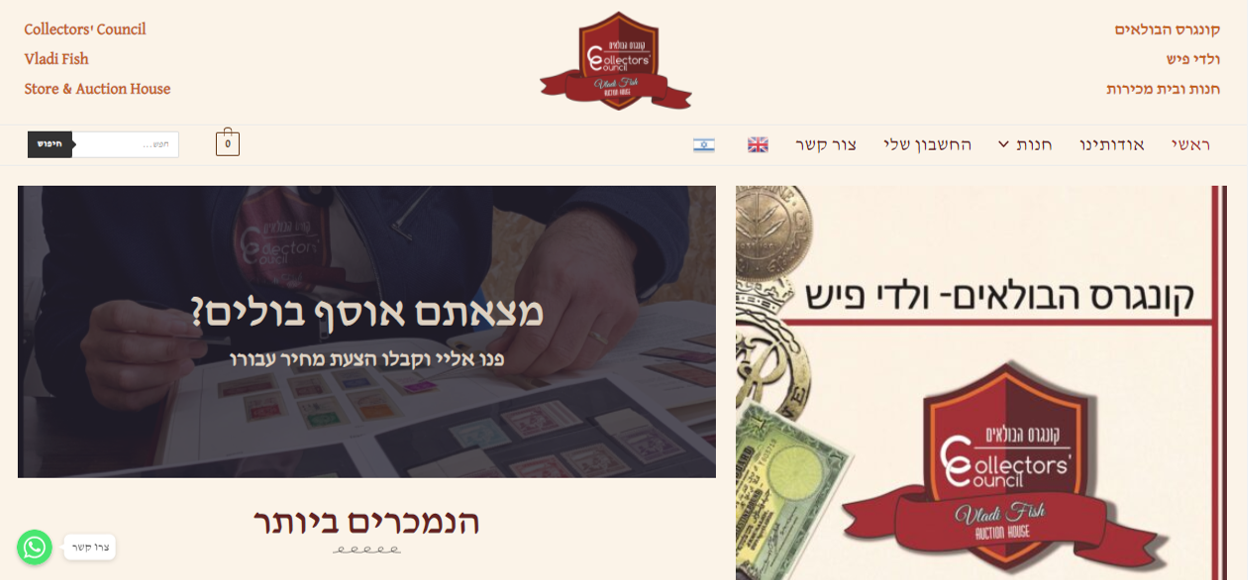 Collectors' Council
Vladi Fish
Store & Auction House
קונגרס הבולאים
Collectors'
Council
Vladi Fish
AUCTION HOUSE
קונגרס הבולאים
ולדי פיש
חנות ובית מכירות
ראשי
אודותינו
חנות
החשבון שלי
צור קשר
0
חפש...
חיפוש
מצאתם אוסף בולים?
פנו אליי וקבלו הצעת מחיר עבורו
הנמכרים ביותר
צרו קשר
קונגרס הבולאים- ולדי פיש
קונגרס הבולאים
Collectors'
Council
Vladi Fish
AUCTION HOUSE